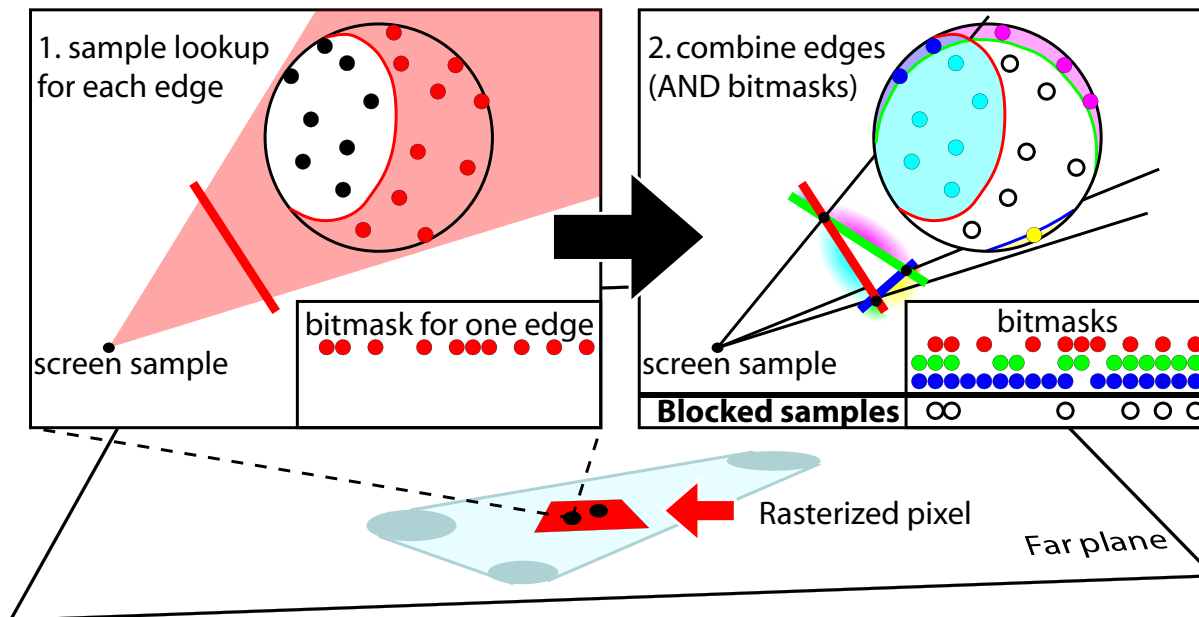 1. sample lookup
for each edge
screen sample
bitmask for one edge
2. combine edges
(AND bitmasks)
screen sample
bitmasks
Blocked samples
Rasterized pixel
Far plane